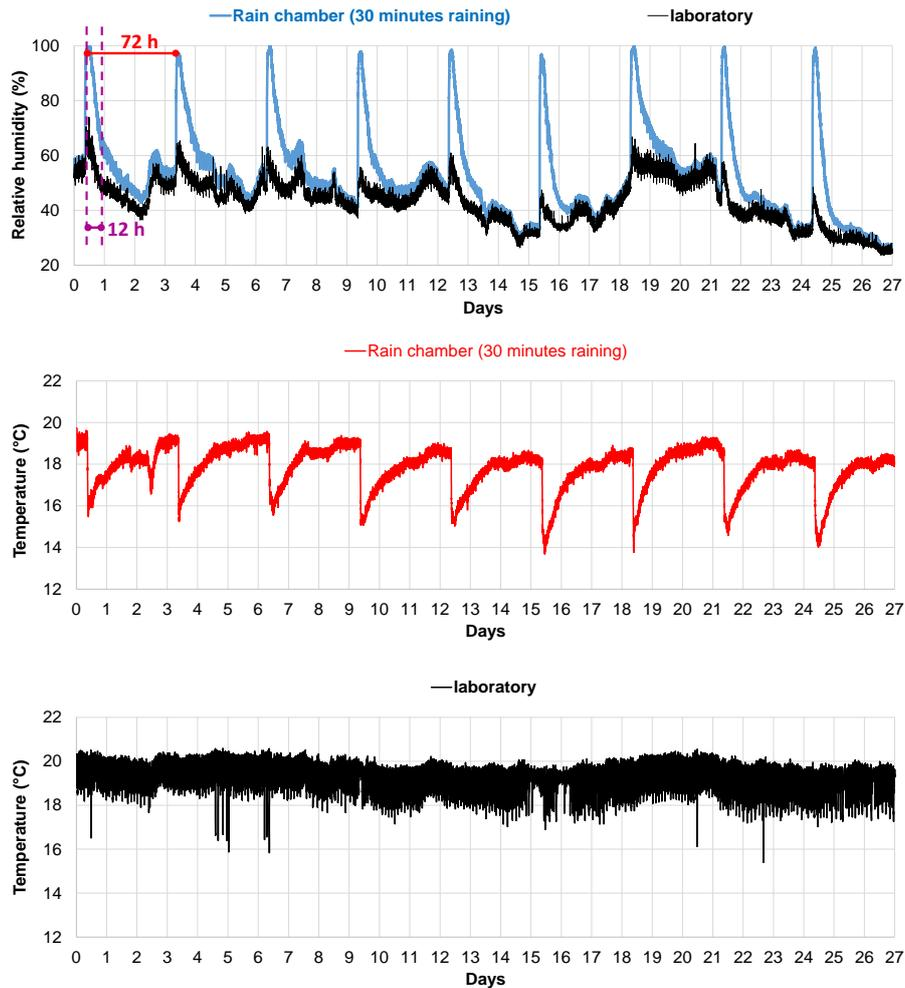 Rain chamber (30 minutes raining) laboratory
100
80
60
40
20
Relative humidity (%)
72 h
12 h
0 1 2 3 4 5 6 7 8 9 10 11 12 13 14 15 16 17 18 19 20 21 22 23 24 25 26 27
Days
Rain chamber (30 minutes raining)
22
20
18
16
14
12
Temperature (°C)
0 1 2 3 4 5 6 7 8 9 10 11 12 13 14 15 16 17 18 19 20 21 22 23 24 25 26 27
Days
laboratory
22
20
18
16
14
12
Temperature (°C)
0 1 2 3 4 5 6 7 8 9 10 11 12 13 14 15 16 17 18 19 20 21 22 23 24 25 26 27
Days